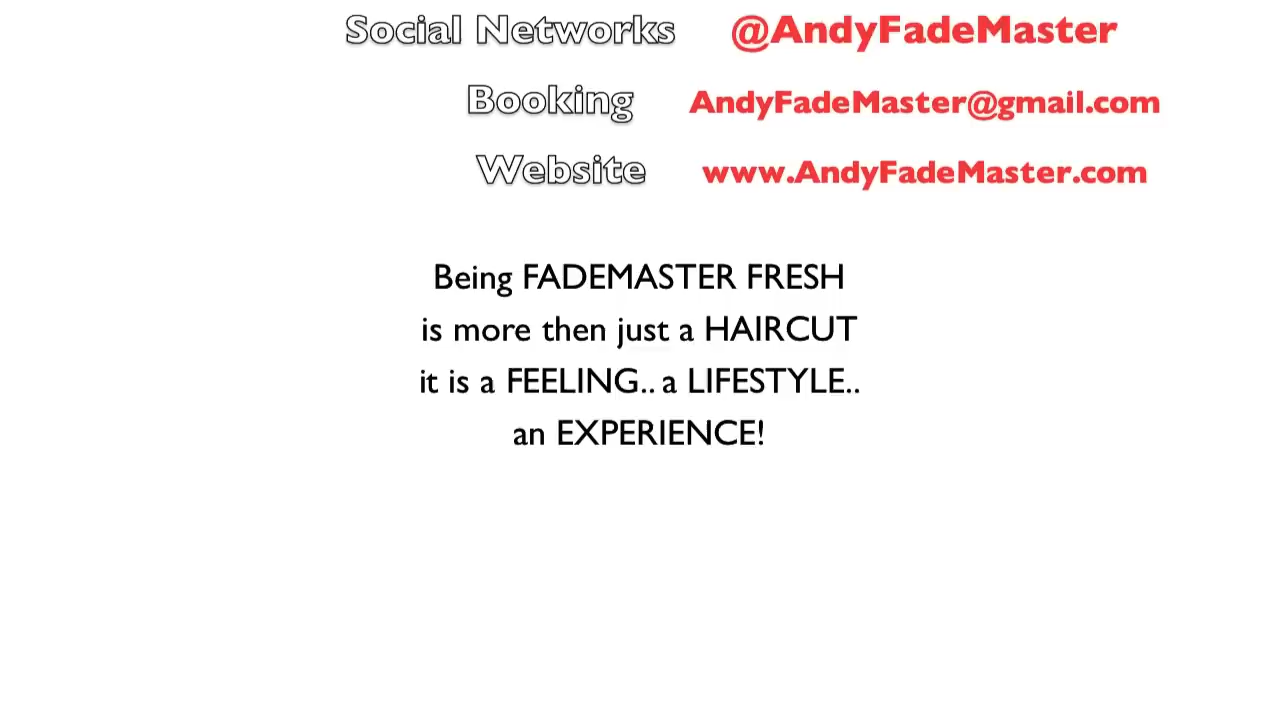 Social Networks @AndyFadeMaster
Booking AndyFadeMaster@gmail.com
Website www.AndyFadeMaster.com
Being FADEMASTER FRESH
is more then just a HAIRCUT
it is a FEELING.. a LIFESTYLE..
an EXPERIENCE!